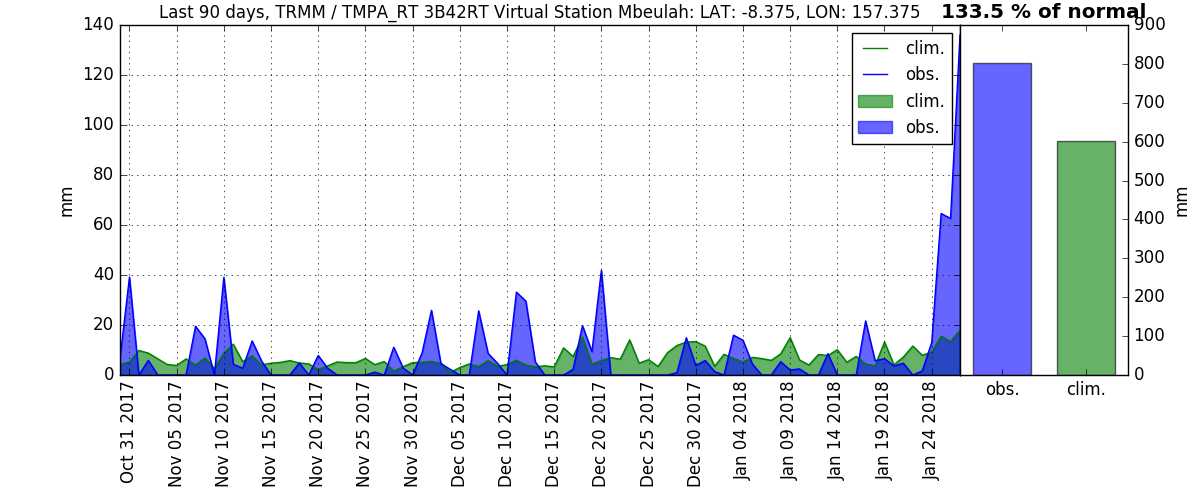 Last 90 days, TRMM / TMPA_RT 3B42RT Virtual Station Mbeulah: LAT: -8.375, LON: 157.375 133.5 % of normal
140
120
100
80
60
40
20
0
mm
clim.
obs.
clim.
obs.
900
800
700
600
500
400
300
200
100
0
mm
obs. clim.
Oct 31 2017
Nov 05 2017
Nov 10 2017
Nov 15 2017
Nov 20 2017
Nov 25 2017
Nov 30 2017
Dec 05 2017
Dec 10 2017
Dec 15 2017
Dec 20 2017
Dec 25 2017
Dec 30 2017
Jan 04 2018
Jan 09 2018
Jan 14 2018
Jan 19 2018
Jan 24 2018